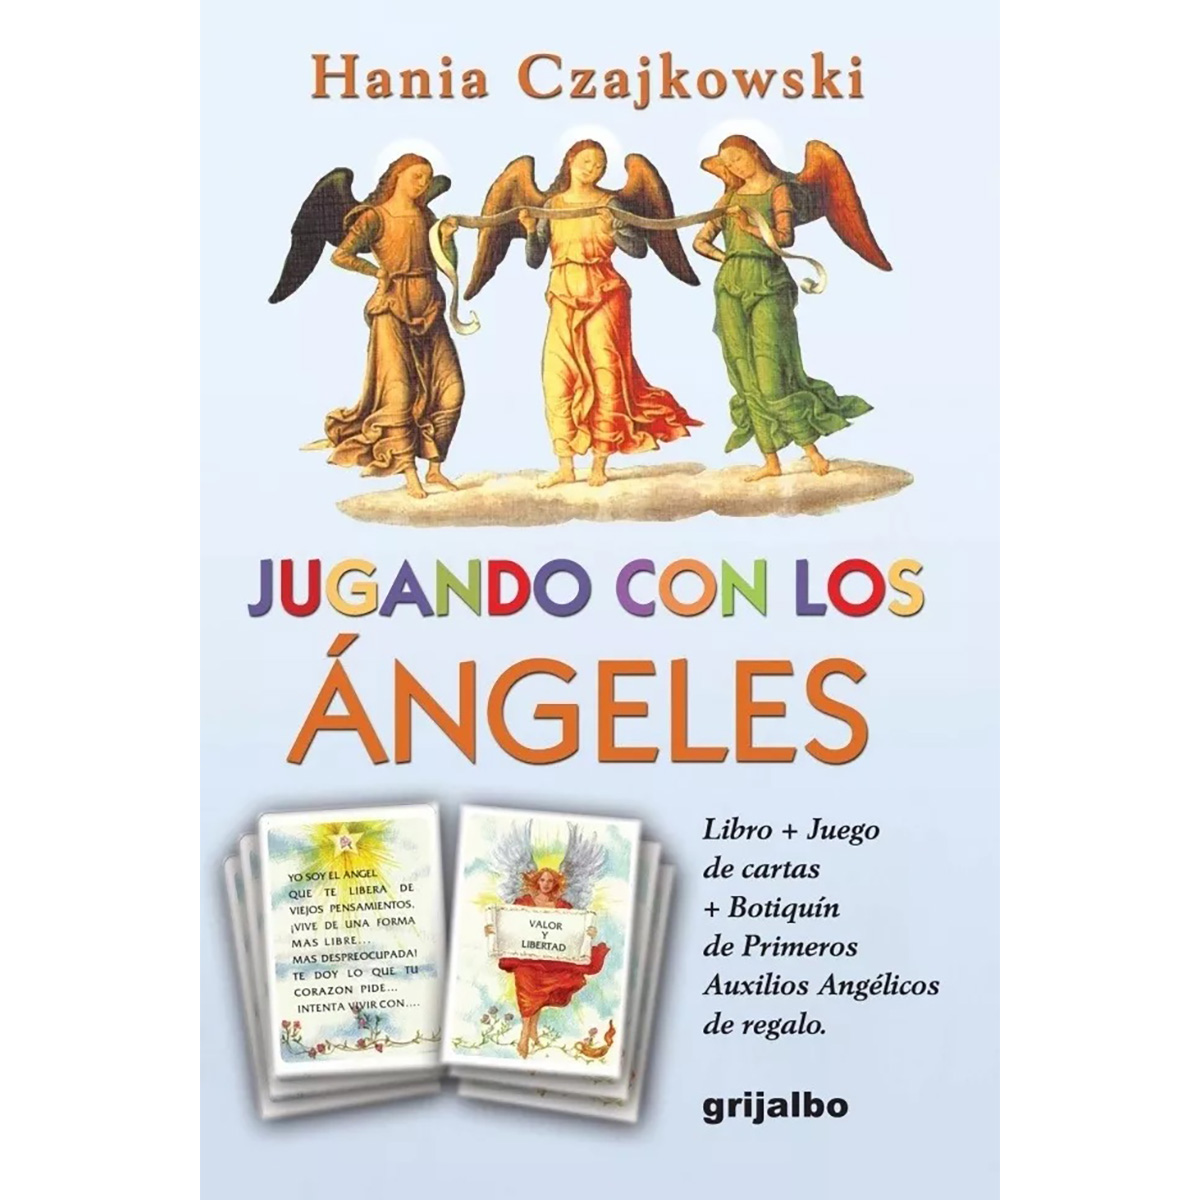 Hania Czajkowski
JUGANDO CON LOS
ÁNGELES
YO SOY EL ANGEL
QUE TE LIBERA DE
VIEJOS PENSAMIENTOS,
¡VIVE DE UNA FORMA
MAS LIBRE...
MAS DESPREOCUPADA!
TE DOY LO QUE TU
CORAZON PIDE...
INTENTA VIVIR CON....
VALOR
Y
LIBERTAD
Libro + Juego
de cartas
+ Botiquín
de Primeros
Auxilios Angélicos
de regalo.
grijalbo